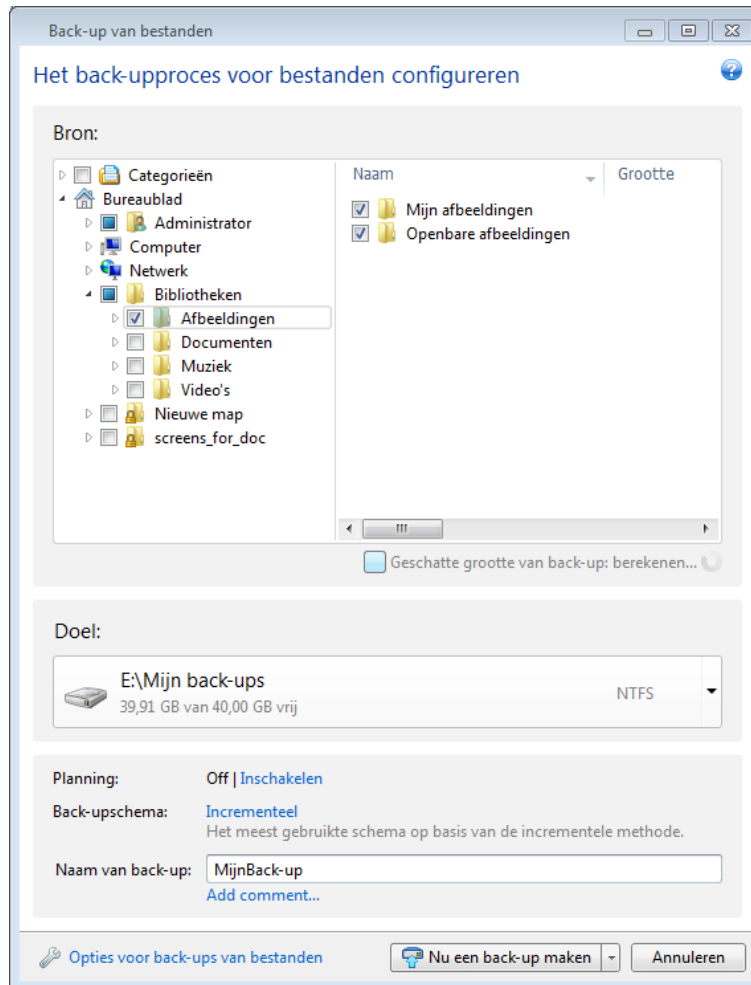 Back-up van bestanden
Het back-upproces voor bestanden configureren
Bron:
Categorieën
Bureaublad
Administrator
Computer
Netwerk
Bibliotheken
Afbeeldingen
Documenten
Muziek
Video's
Nieuwe map
screens_for_doc
Naam Grootte
Mijn afbeeldingen
Openbare afbeeldingen
Geschatte grootte van back-up: berekenen...
Doel:
E:\Mijn back-ups
39,91 GB van 40,00 GB vrij
NTFS
Planning: Off | Inschakelen
Back-upschema: Incrementeel
Het meest gebruikte schema op basis van de incrementele methode.
Naam van back-up: MijnBack-up
Add comment...
Opties voor back-ups van bestanden
Nu een back-up maken
Annuleren